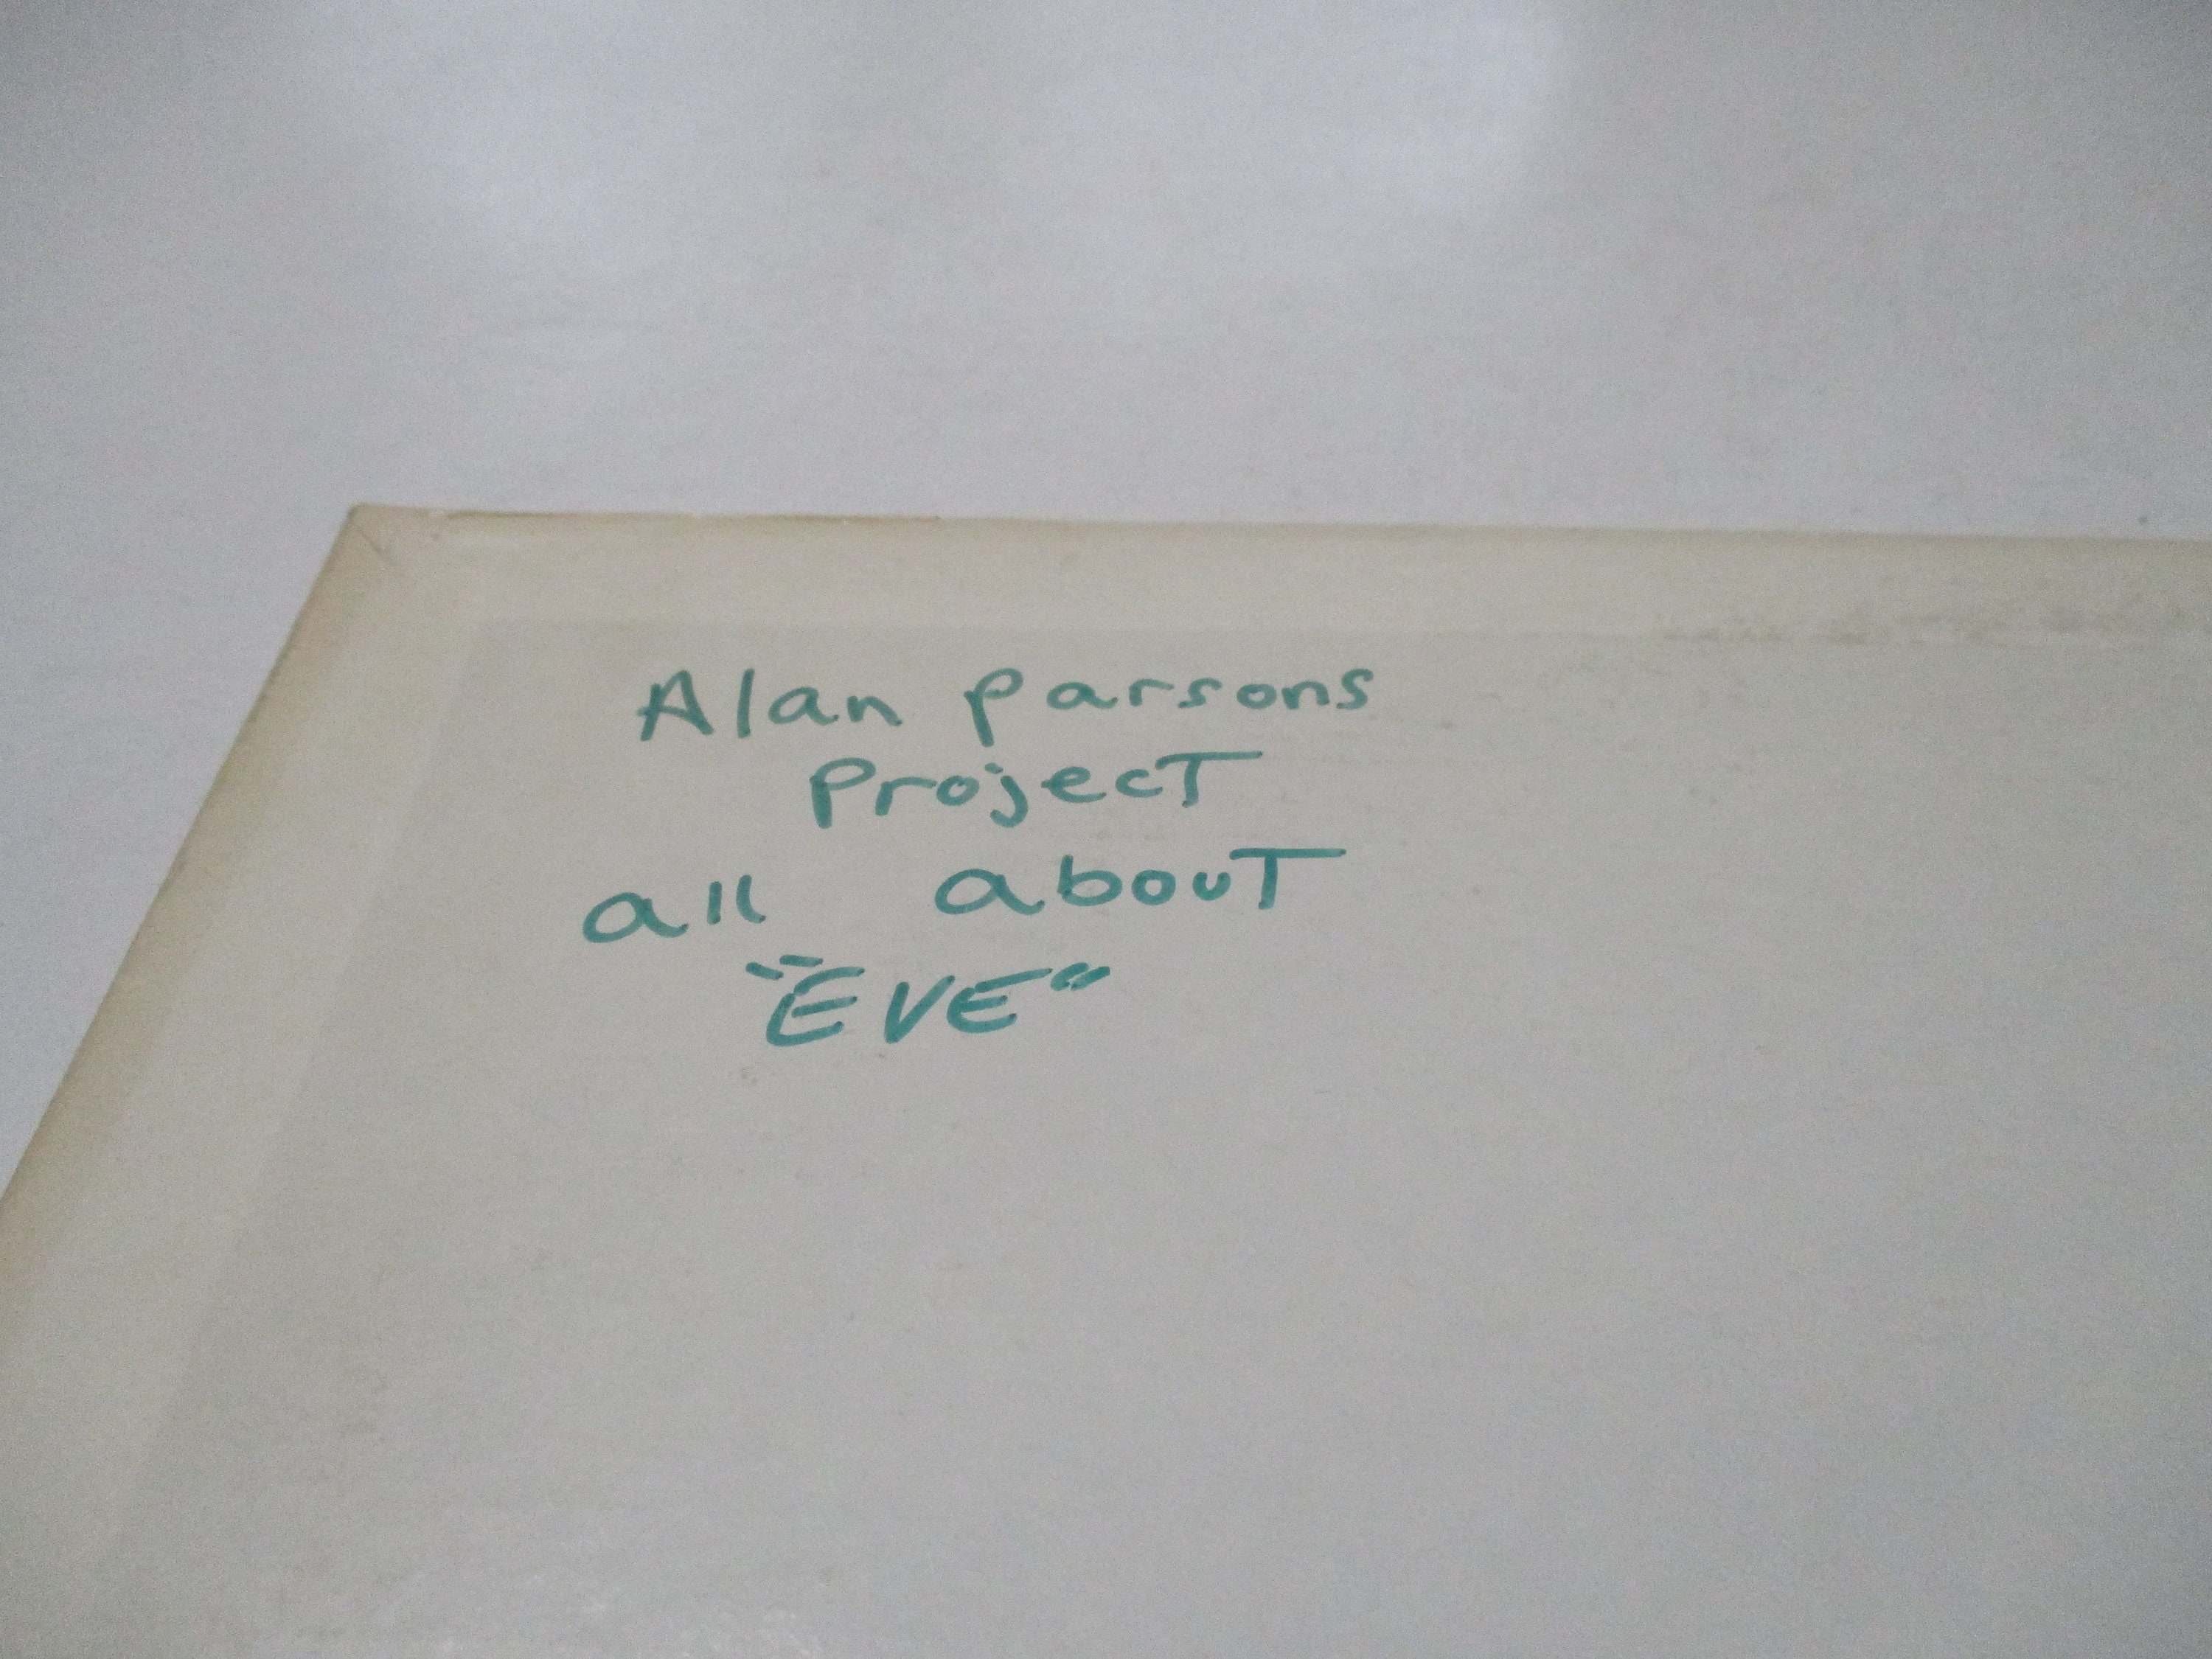 Alan parsons
ProjecT
all abouT
"EVE"